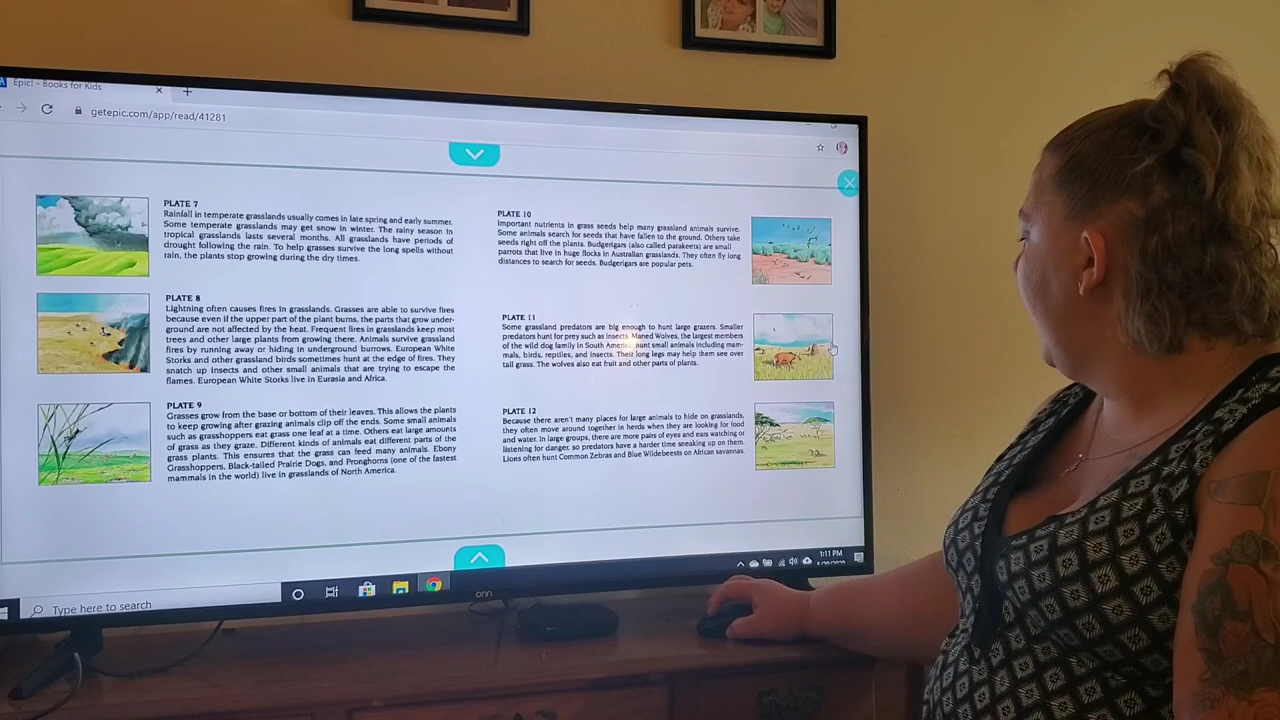 Epic! - Books for Kids
getepic.com/app/read/41281
PLATE 7
Rainfall in temperate grasslands usually comes in late spring and early summer.
Some temperate grasslands may get snow in winter. The rainy season in
tropical grasslands lasts several months. All grasslands have periods of
drought following the rain. To help grasses survive the long spells without
rain, the plants stop growing during the dry times.
PLATE 8
Lightning often causes fires in grasslands. Grasses are able to survive fires
because even if the upper part of the plant burns, the parts that grow under-
ground are not affected by the heat. Frequent fires in grasslands keep most
trees and other large plants from growing there. Animals survive grassland
fires by running away or hiding in underground burrows. European White
Storks and other grassland birds sometimes hunt at the edge of fires. They
snatch up insects and other small animals that are trying to escape the
flames. European White Storks live in Eurasia and Africa.
PLATE 9
Grasses grow from the base or bottom of their leaves. This allows the plants
to keep growing after grazing animals clip off the ends. Some small animals
such as grasshoppers eat grass one leaf at a time. Others eat large amounts
of grass as they graze. Different kinds of animals eat different parts of the
grass plants. This ensures that the grass can feed many animals. Ebony
Grasshoppers, Black-tailed Prairie Dogs, and Pronghorns (one of the fastest
mammals in the world) live in grasslands of North America.
PLATE 10
Important nutrients in grass seeds help many grassland animals survive.
Some animals search for seeds that have fallen to the ground. Others take
seeds right off the plants. Budgerigars (also called parakeets) are small
parrots that live in huge flocks in Australian grasslands. They often fly long
distances to search for seeds. Budgerigars are popular pets.
PLATE 11
Some grassland predators are big enough to hunt large grazers. Smaller
predators hunt for prey such as insects. Maned Wolves, the largest members
of the wild dog family in South America, hunt small animals including mam-
mals, birds, reptiles, and insects. Their long legs may help them see over
tall grass. The wolves also eat fruit and other parts of plants.
PLATE 12
Because there aren't many places for large animals to hide on grasslands,
they often move around together in herds when they are looking for food
and water. In large groups, there are more pairs of eyes and ears watching or
listening for danger, so predators have a harder time sneaking up on them.
Lions often hunt Common Zebras and Blue Wildebeests on African savannas.
1:11 PM
Type here to search
onn